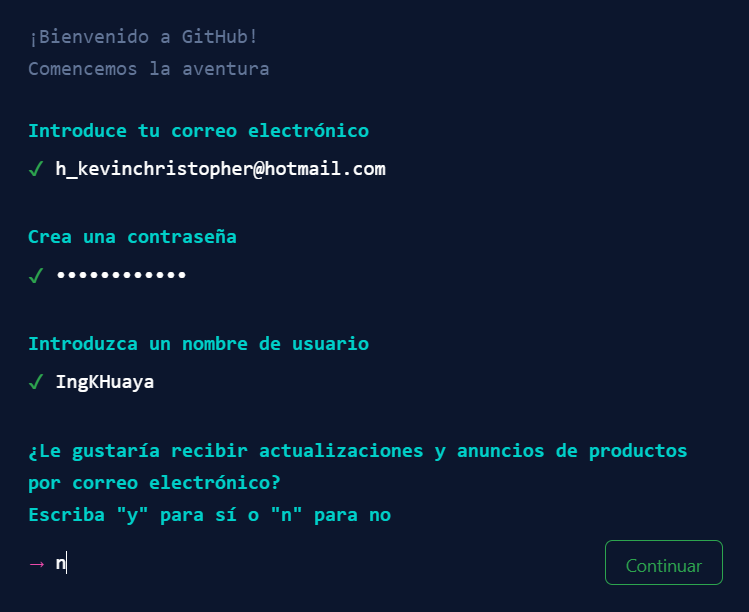 ¡Bienvenido a GitHub!
Comencemos la aventura
Introduce tu correo electrónico
✓ h_kevinchristopher@hotmail.com
Crea una contraseña
✓ ••••••••••••
Introduzca un nombre de usuario
✓ IngKHuaya
¿Le gustaría recibir actualizaciones y anuncios de productos
por correo electrónico?
Escriba "y" para sí o "n" para no
→ n
Continuar